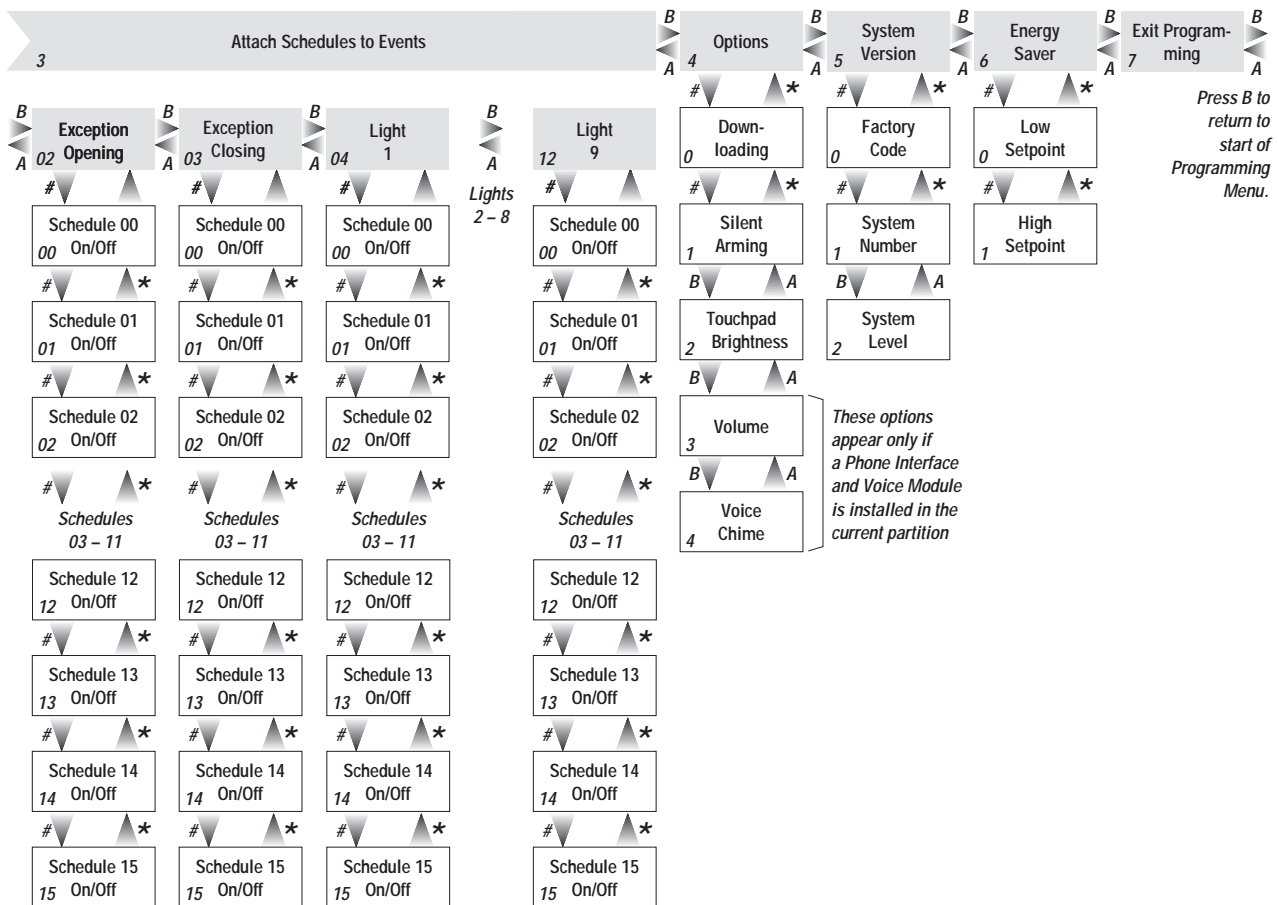 3 Attach Schedules to Events
B
A
4 Options
B
A
5 System
Version
B
A
6 Energy
Saver
B
A
7 Exit Program-
ming
B
A
Press B to
return to
start of
Programming
Menu.
B
A
02 Exception
Opening
B
A
03 Exception
Closing
B
A
04 Light
1
B
A
Lights
2 – 8
12 Light
9
# *
0 Down-
loading
# *
1 Silent
Arming
B A
2 Touchpad
Brightness
B A
3 Volume
B A
4 Voice
Chime
These options
appear only if
a Phone Interface
and Voice Module
is installed in the
current partition
# *
0 Factory
Code
# *
1 System
Number
B A
2 System
Level
# *
0 Low
Setpoint
# *
1 High
Setpoint
#
Schedule 00
00 On/Off
# *
Schedule 01
01 On/Off
# *
Schedule 02
02 On/Off
# *
Schedules
03 – 11
Schedule 12
12 On/Off
# *
Schedule 13
13 On/Off
# *
Schedule 14
14 On/Off
# *
Schedule 15
15 On/Off
#
Schedule 00
00 On/Off
# *
Schedule 01
01 On/Off
# *
Schedule 02
02 On/Off
# *
Schedules
03 – 11
Schedule 12
12 On/Off
# *
Schedule 13
13 On/Off
# *
Schedule 14
14 On/Off
# *
Schedule 15
15 On/Off
#
Schedule 00
00 On/Off
# *
Schedule 01
01 On/Off
# *
Schedule 02
02 On/Off
# *
Schedules
03 – 11
Schedule 12
12 On/Off
# *
Schedule 13
13 On/Off
# *
Schedule 14
14 On/Off
# *
Schedule 15
15 On/Off
#
Schedule 00
00 On/Off
# *
Schedule 01
01 On/Off
# *
Schedule 02
02 On/Off
# *
Schedules
03 – 11
Schedule 12
12 On/Off
# *
Schedule 13
13 On/Off
# *
Schedule 14
14 On/Off
# *
Schedule 15
15 On/Off